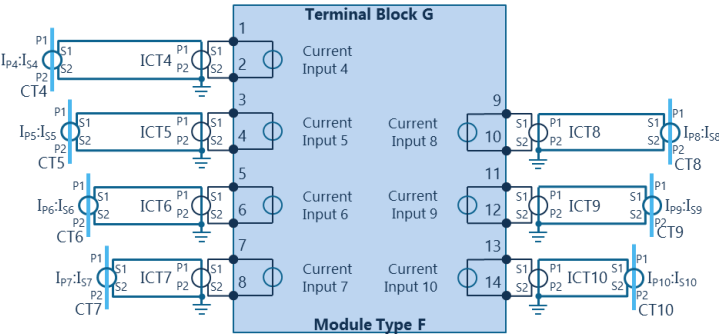 Terminal Block G
P1 S1 P1 S1 1
IP4:IS4 ICT4 Current
P2 S2 P2 S2 2 Input 4
CT4
P1 S1 P1 S1 3
IP5:IS5 ICT5 Current
P2 S2 P2 S2 4 Input 5
CT5
9 S1 P1 S1 P1
Current ICT8 IP8:IS8
Input 8 10 S2 P2 S2 P2
CT8
P1 S1 P1 S1 5
IP6:IS6 ICT6 Current
P2 S2 P2 S2 6 Input 6
CT6
11 S1 P1 S1 P1
Current ICT9 IP9:IS9
Input 9 12 S2 P2 S2 P2
CT9
P1 S1 P1 S1 7
IP7:IS7 ICT7 Current
P2 S2 P2 S2 8 Input 7
CT7
13 S1 P1 S1 P1
Current ICT10 IP10:IS10
Input 10 14 S2 P2 S2 P2
CT10
Module Type F